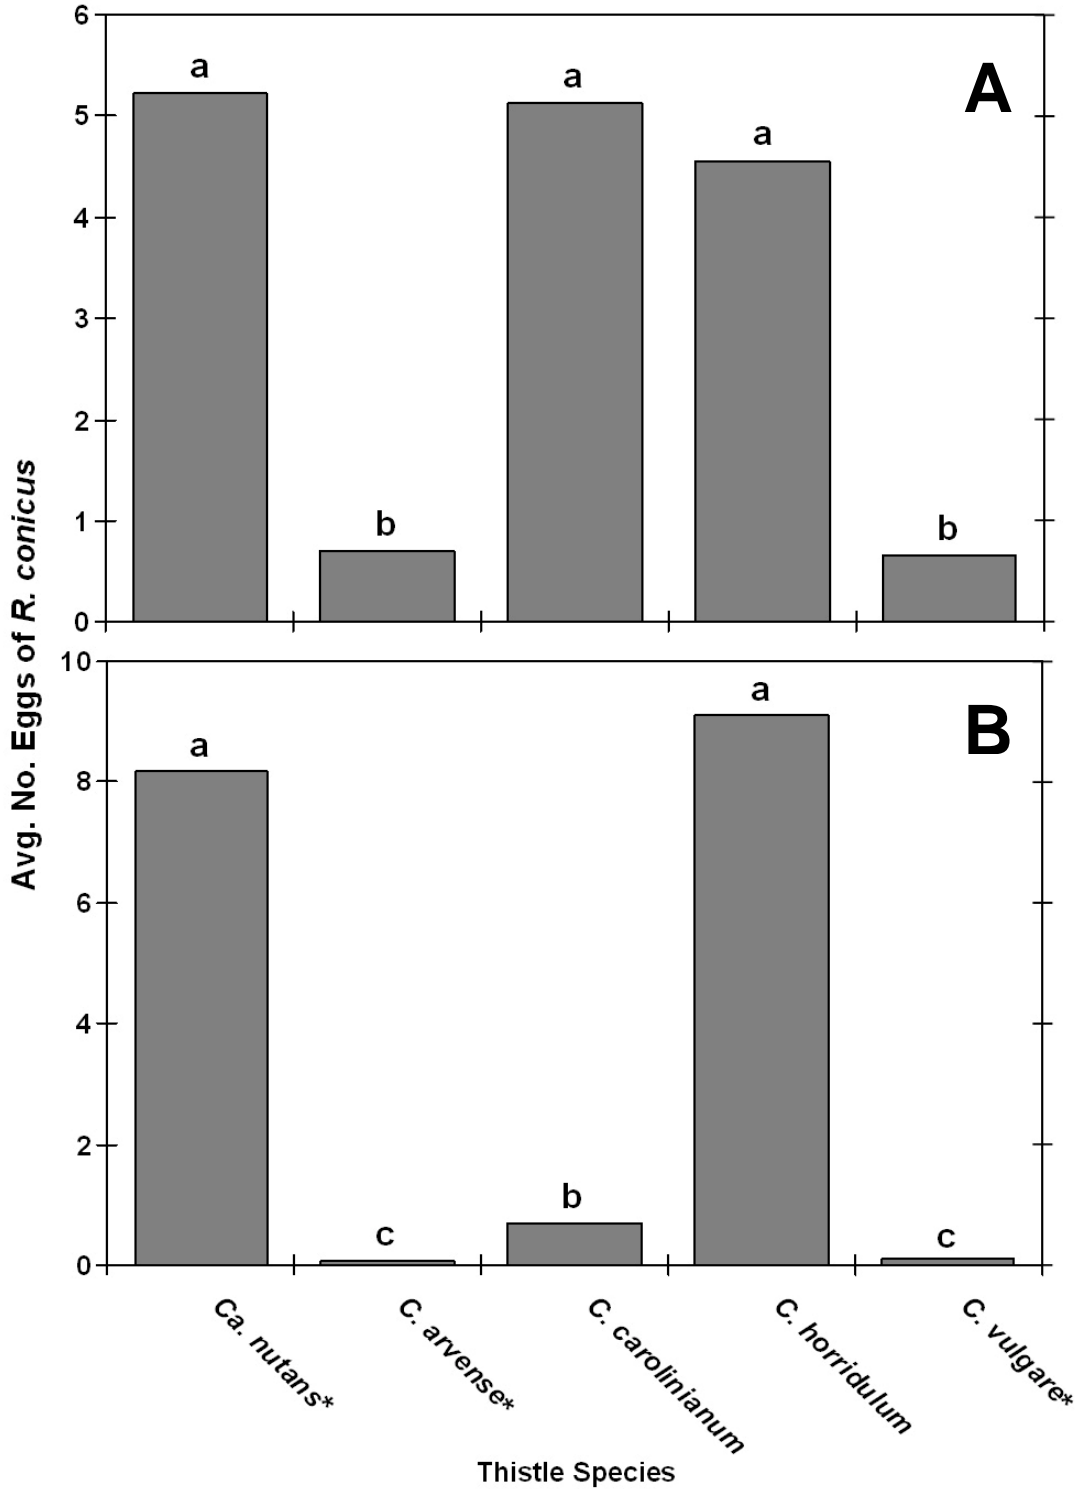 Avg. No. Eggs of R. conicus
6
5
4
3
2
1
0
a
b
a
a
b
A
10
8
6
4
2
0
a
c
b
a
c
B
Ca. nutans*
C. arvense*
C. carolinianum
C. horridulum
C. vulgare*
Thistle Species